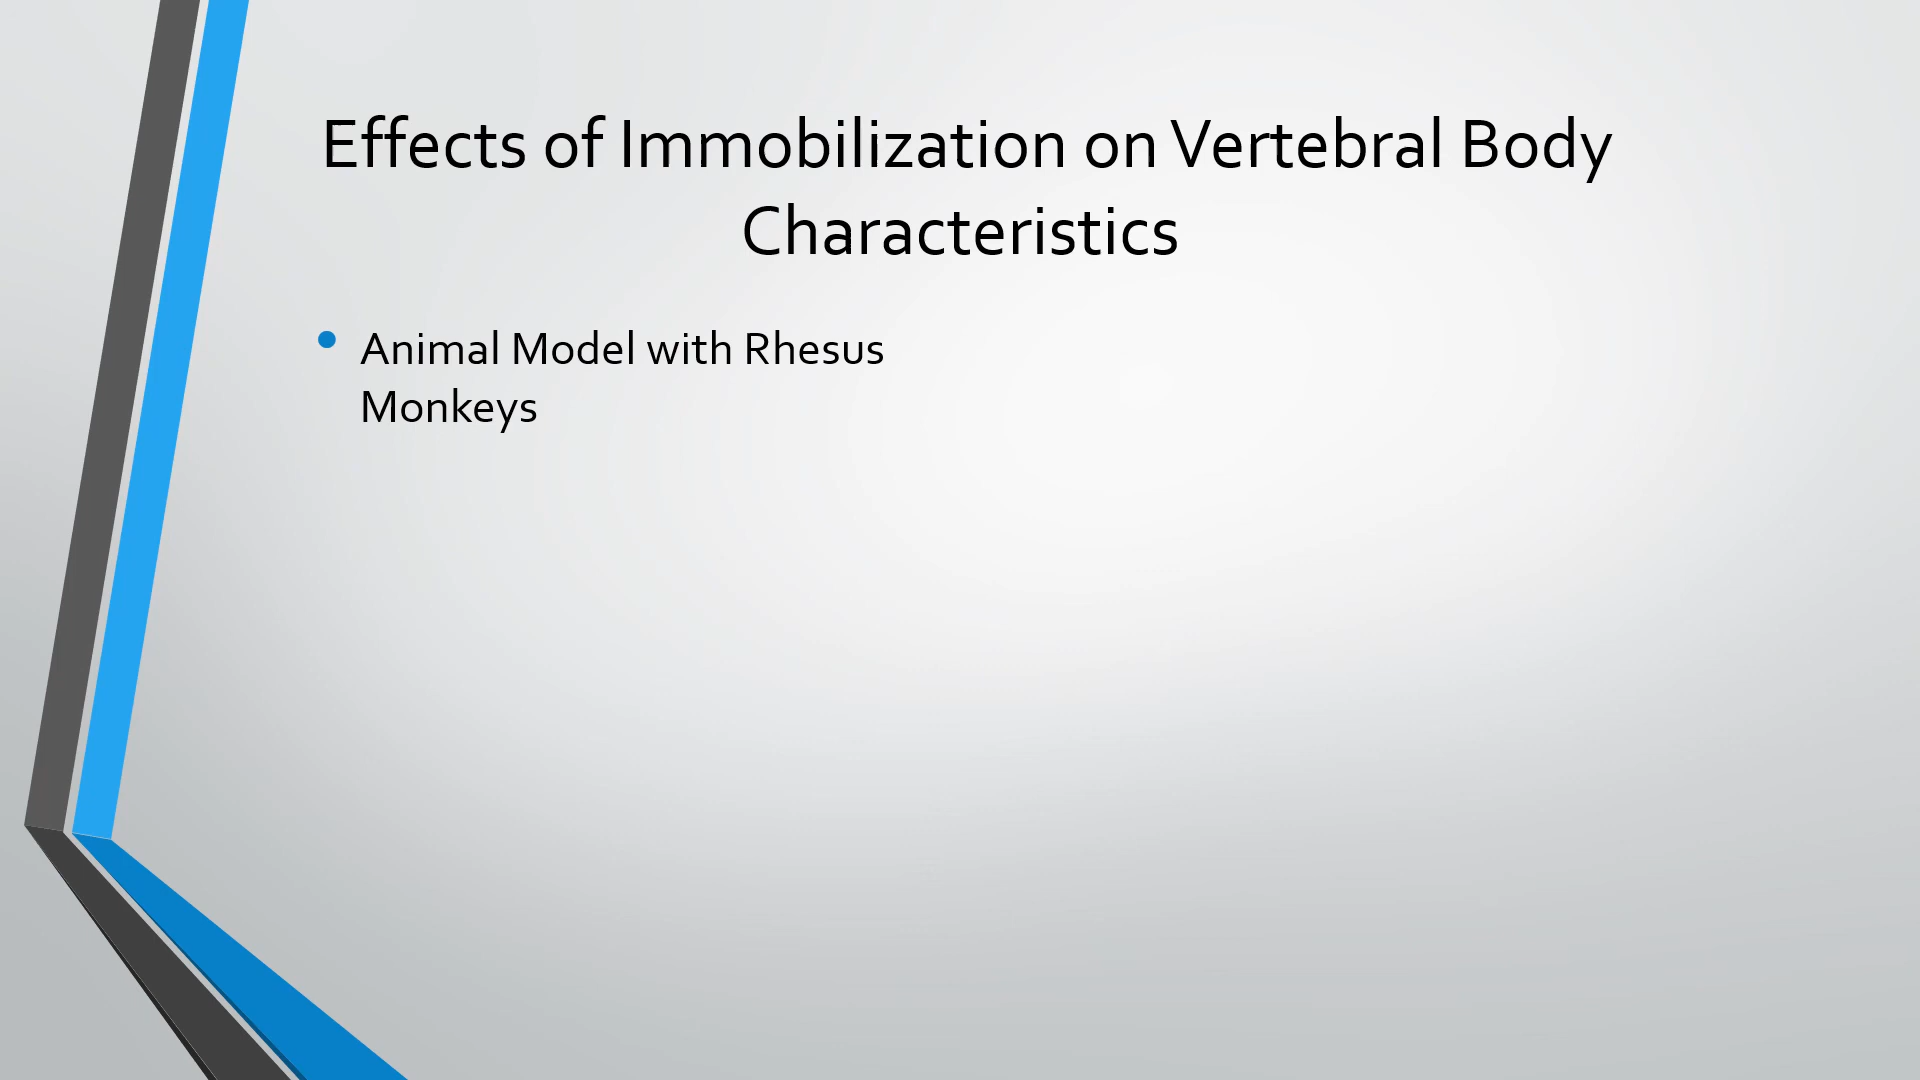 Effects of Immobilization on Vertebral Body
Characteristics
Animal Model with Rhesus
Monkeys